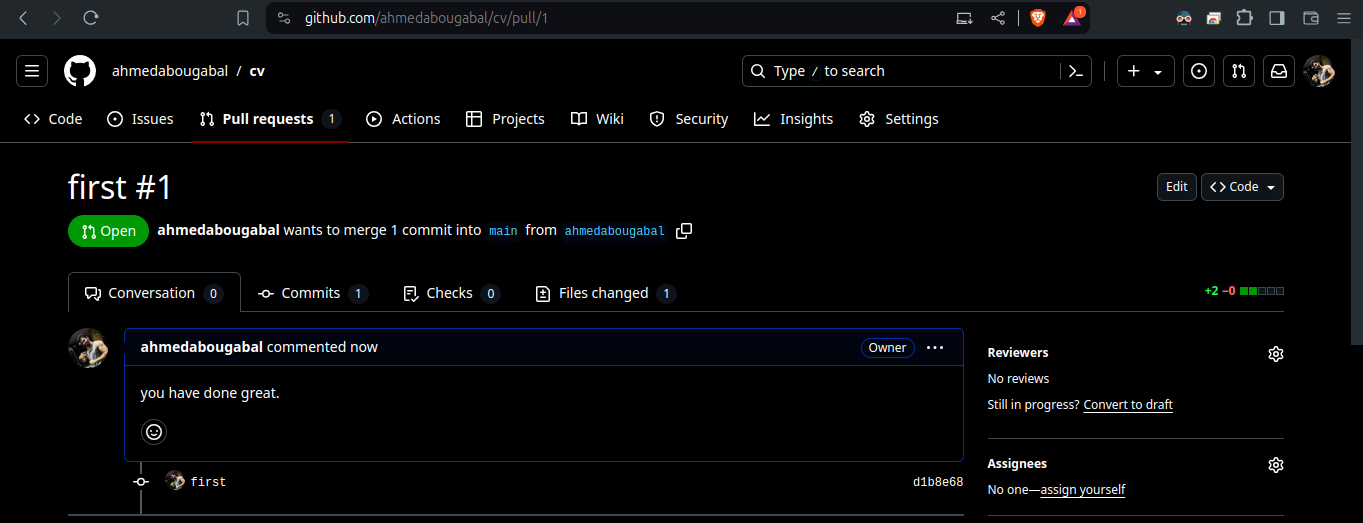 github.com/ahmedabougabal/cv/pull/1
1
ahmedabougabal / cv
Type / to search
Code
Issues
Pull requests 1
Actions
Projects
Wiki
Security
Insights
Settings
first #1
Edit
Code
Open
ahmedabougabal wants to merge 1 commit into main from ahmedabougabal
Conversation 0
Commits 1
Checks 0
Files changed 1
+2 −0
ahmedabougabal commented now
Owner
you have done great.
first
d1b8e68
Reviewers
No reviews
Still in progress? Convert to draft
Assignees
No one—assign yourself